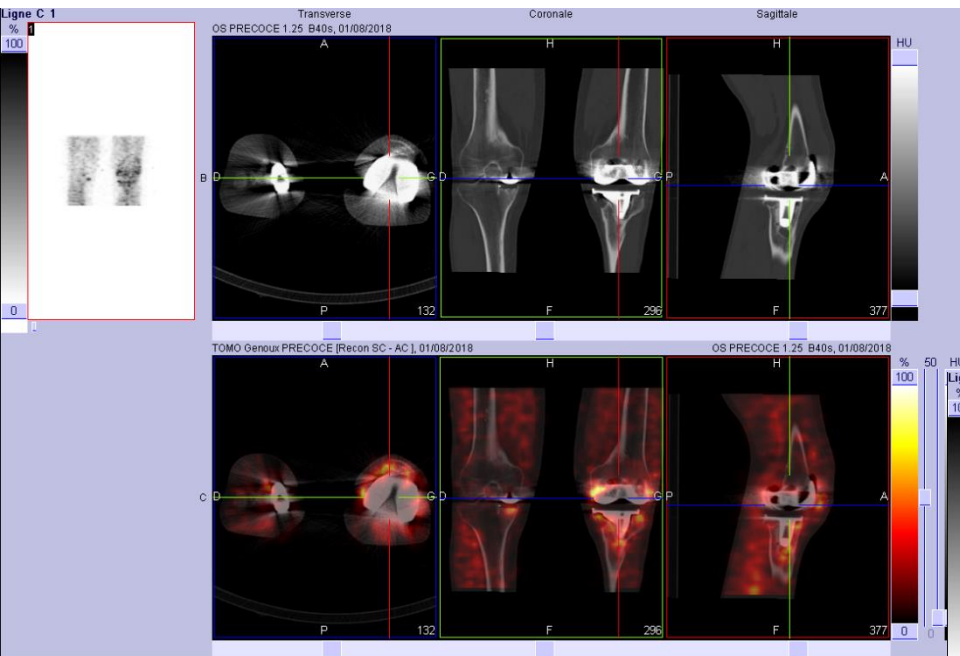 Ligne C 1
Transverse
Coronale
Sagittale
%
100
0
1
OS PRECOCE 1.25 B40s, 01/08/2018
HU
A
H
H
B
D
G
D
G
P
A
P
132
F
296
F
377
TOMO Genoux PRECOCE [Recon SC - AC ], 01/08/2018
OS PRECOCE 1.25 B40s, 01/08/2018
%
50
HU
100
A
H
H
C
D
G
D
G
P
A
P
132
F
296
F
377
0
0